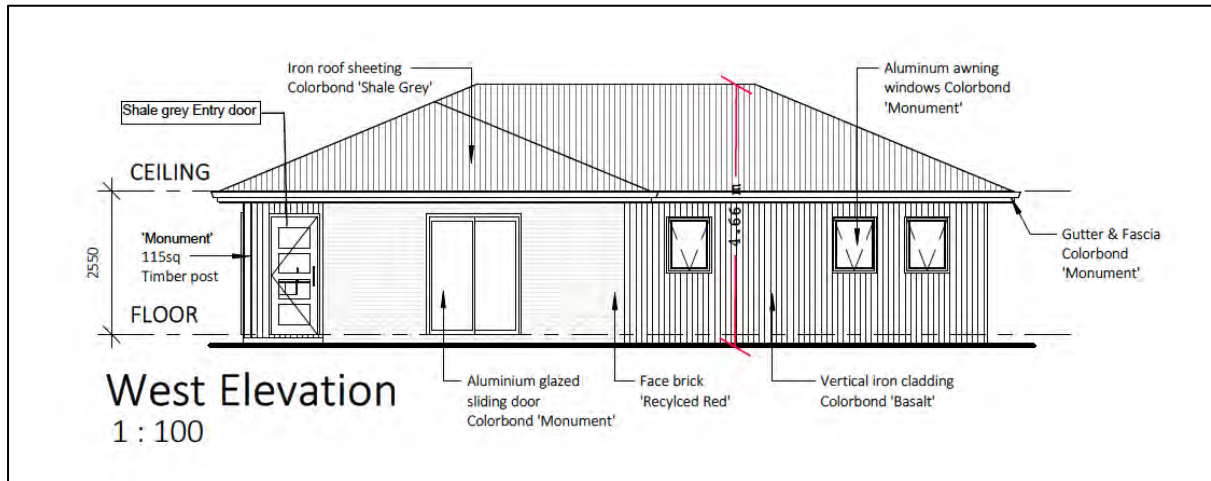 Iron roof sheeting
Colorbond 'Shale Grey'
Aluminum awning
windows Colorbond
'Monument'
Shale grey Entry door
CEILING
'Monument'
115sq
Timber post
2550
4.66 m
Gutter & Fascia
Colorbond
'Monument'
FLOOR
West Elevation
1 : 100
Aluminium glazed
sliding door
Colorbond 'Monument'
Face brick
'Recylced Red'
Vertical iron cladding
Colorbond 'Basalt'